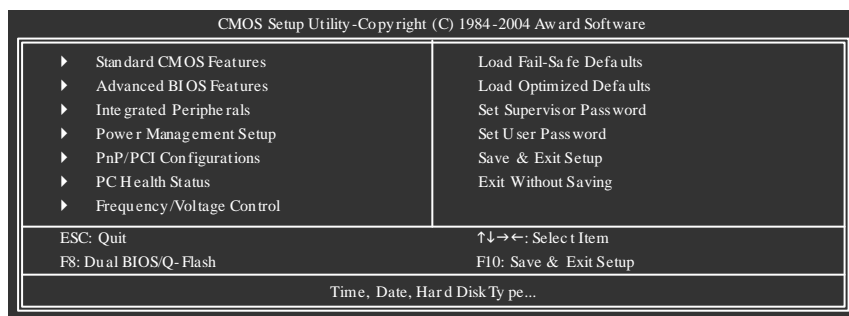 CMOS Setup Utility-Copyright (C) 1984-2004 Award Software
▶ Standard CMOS Features
▶ Advanced BIOS Features
▶ Integrated Peripherals
▶ Power Management Setup
▶ PnP/PCI Configurations
▶ PC Health Status
▶ Frequency/Voltage Control
Load Fail-Safe Defaults
Load Optimized Defaults
Set Supervisor Password
Set User Password
Save & Exit Setup
Exit Without Saving
ESC: Quit
F8: Dual BIOS/Q-Flash
↑↓→←: Select Item
F10: Save & Exit Setup
Time, Date, Hard Disk Type...